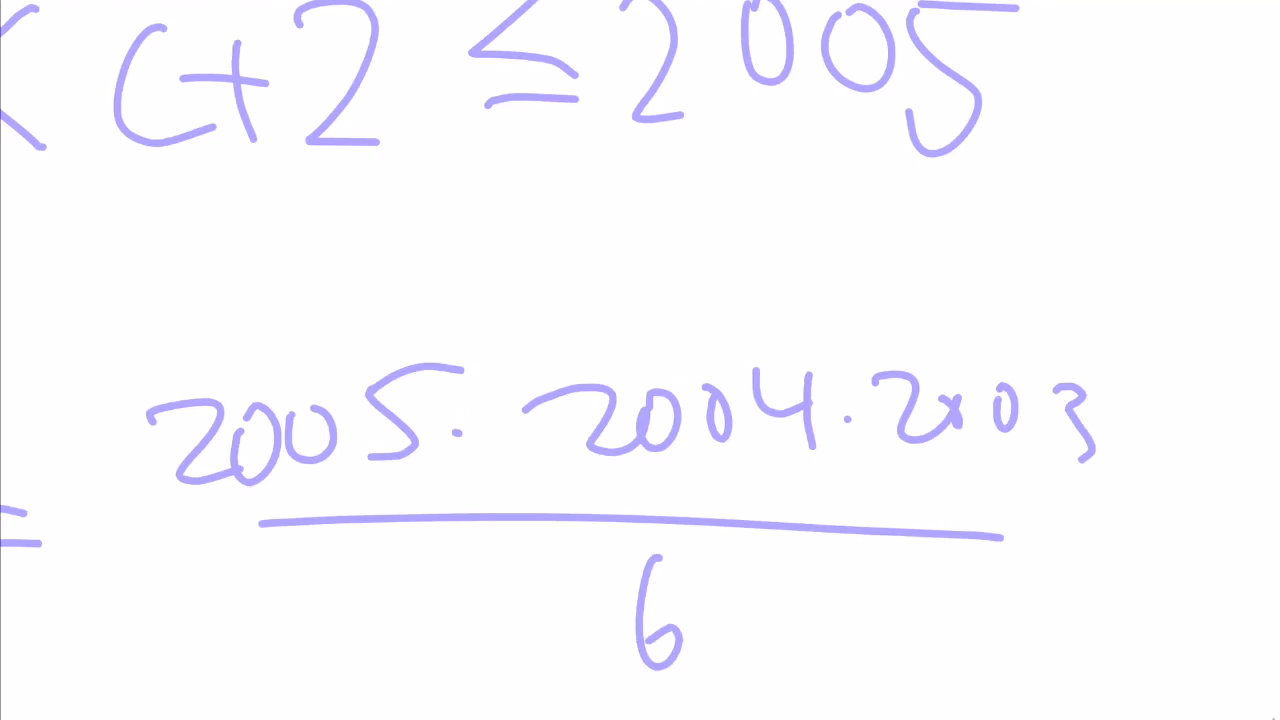 < c+2 ≤ 2005
= 2005 . 2004 . 2003
6